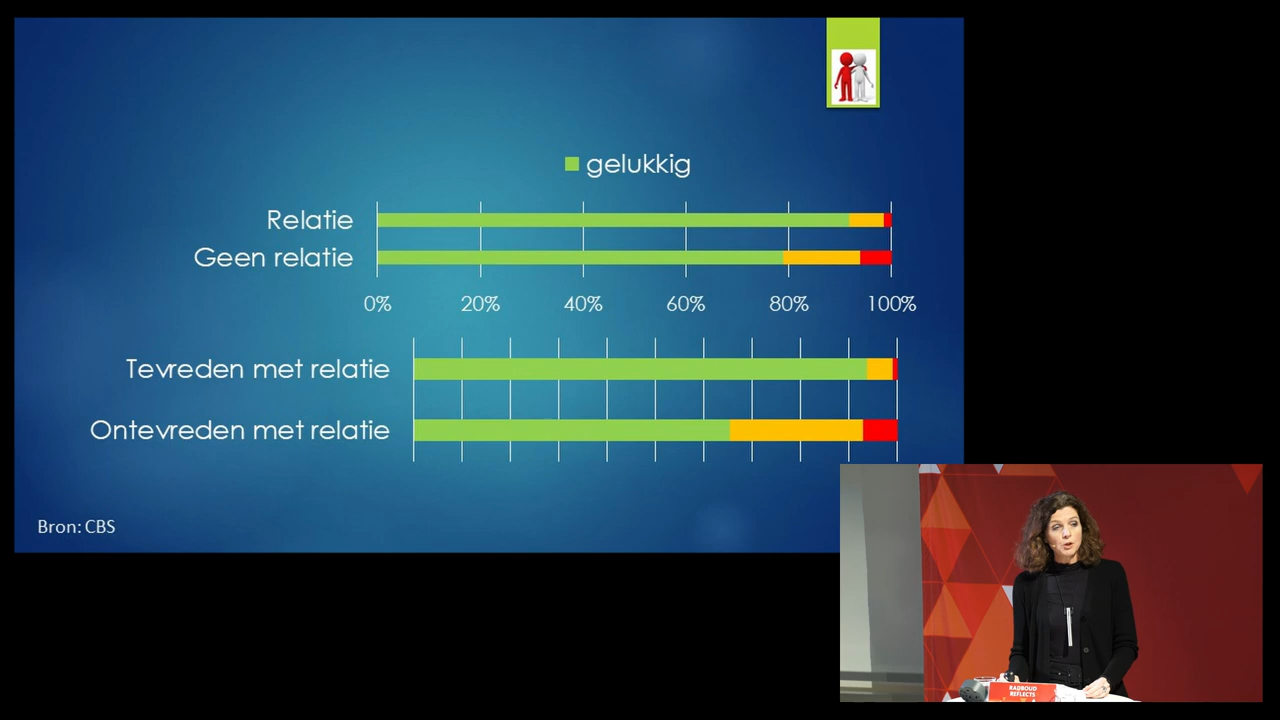 gelukkig
Relatie
Geen relatie
0% 20% 40% 60% 80% 100%
Tevreden met relatie
Ontevreden met relatie
Bron: CBS
RADBOUD
REFLECTS